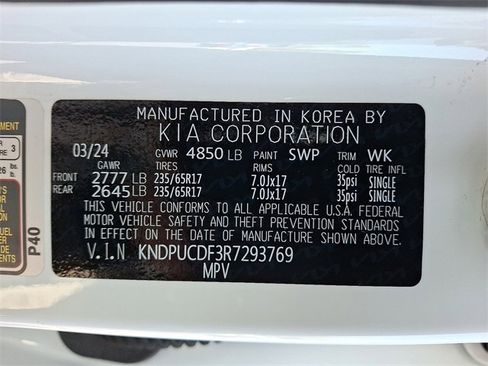 MANUFACTURED IN KOREA BY
KIA CORPORATION
03/24 GVWR 4850 LB PAINT SWP TRIM WK
GAWR TIRES RIMS COLD TIRE INFL
FRONT 2777 LB 235/65R17 7.0Jx17 35psi SINGLE
REAR 2645 LB 235/65R17 7.0Jx17 35psi SINGLE
THIS VEHICLE CONFORMS TO ALL APPLICABLE U.S.A. FEDERAL
MOTOR VEHICLE SAFETY AND THEFT PREVENTION STANDARDS
IN EFFECT ON THE DATE OF MANUFACTURE SHOWN ABOVE.
V.I.N KNDPUCDF3R7293769
MPV
P40
3
26